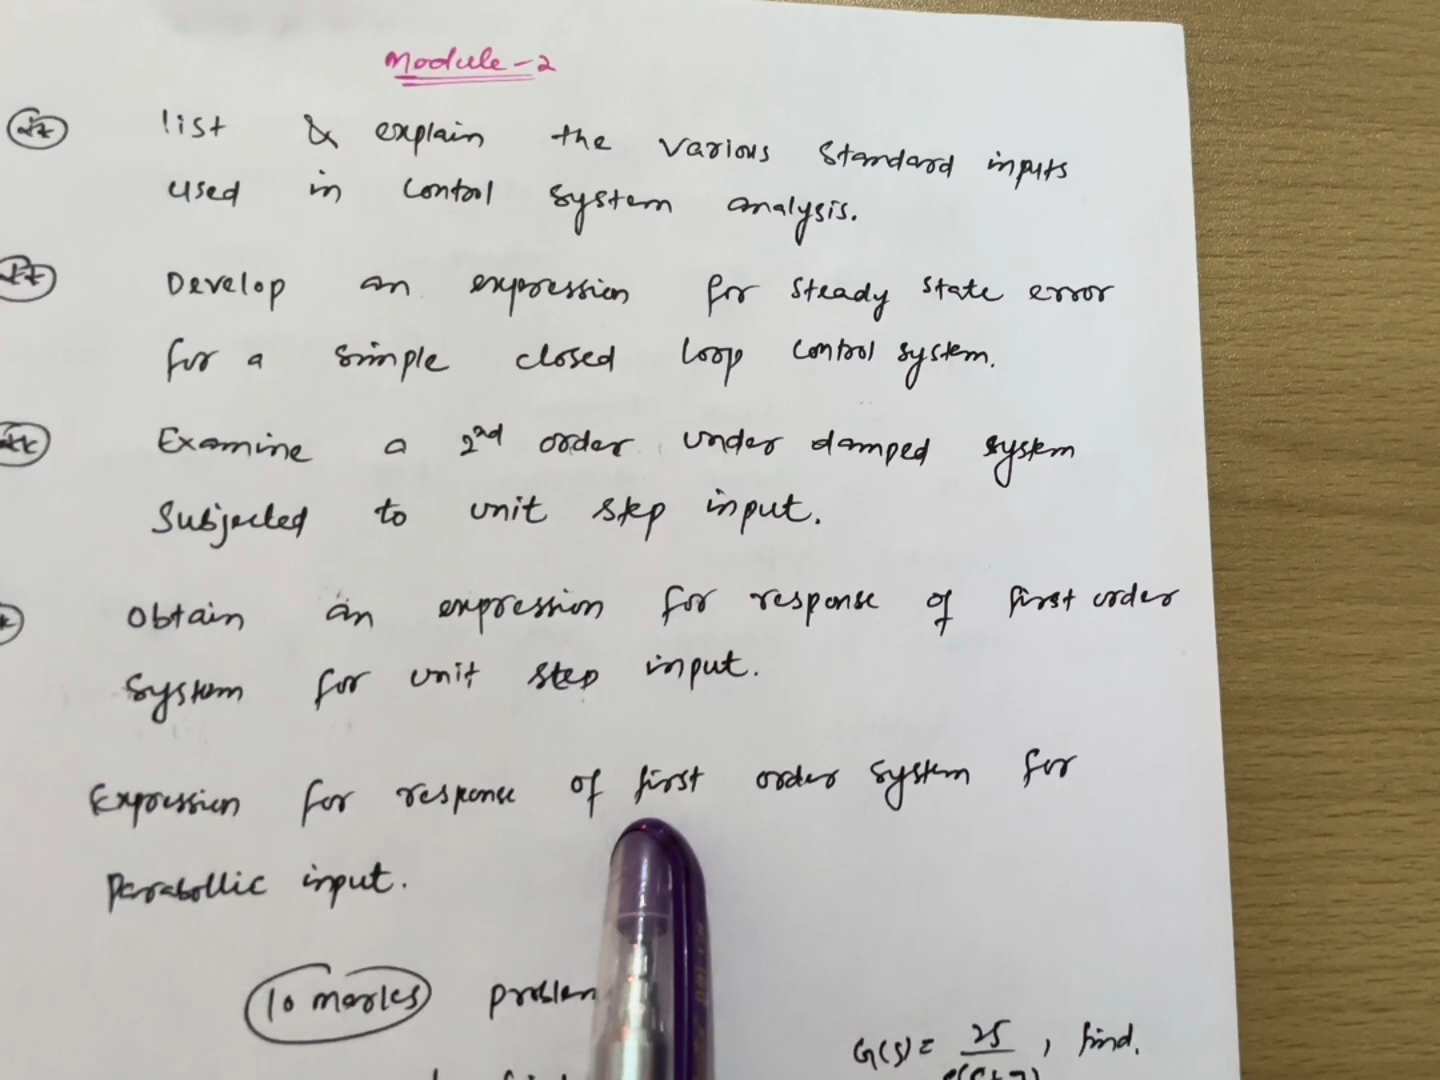 Module-2
list & explain the various standard inputs
used in control system analysis.
Develop an expression for steady state error
for a simple closed loop control system.
Examine a 2nd order under damped system
Subjected to unit step input.
Obtain an expression for response of first order
system for unit step input.
Expression for response of first order system for
Parabollic input.
10 marks problem
G(s) = 25 , find.